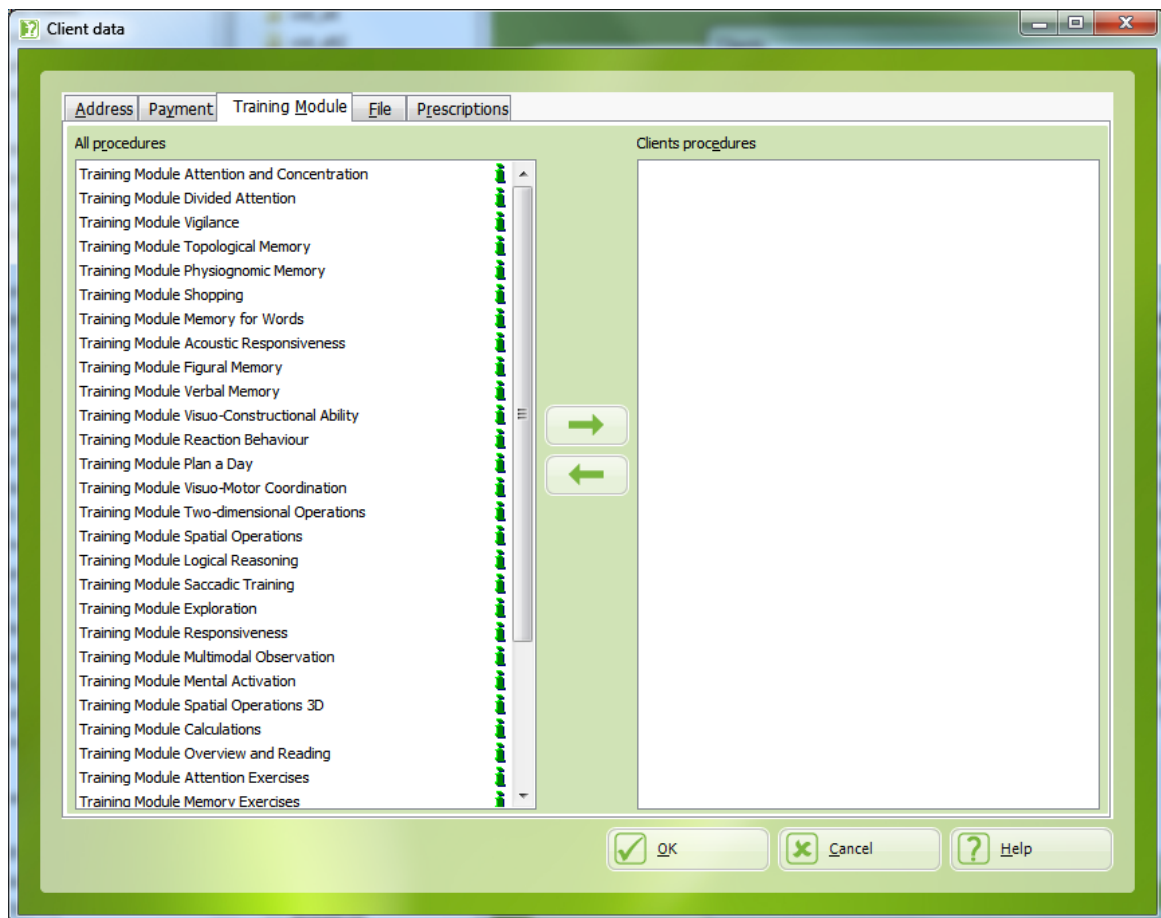 Client data
Address Payment Training Module File Prescriptions
All procedures
Clients procedures
Training Module Attention and Concentration
Training Module Divided Attention
Training Module Vigilance
Training Module Topological Memory
Training Module Physiognomic Memory
Training Module Shopping
Training Module Memory for Words
Training Module Acoustic Responsiveness
Training Module Figural Memory
Training Module Verbal Memory
Training Module Visuo-Constructional Ability
Training Module Reaction Behaviour
Training Module Plan a Day
Training Module Visuo-Motor Coordination
Training Module Two-dimensional Operations
Training Module Spatial Operations
Training Module Logical Reasoning
Training Module Saccadic Training
Training Module Exploration
Training Module Responsiveness
Training Module Multimodal Observation
Training Module Mental Activation
Training Module Spatial Operations 3D
Training Module Calculations
Training Module Overview and Reading
Training Module Attention Exercises
Training Module Memory Exercises
OK Cancel Help